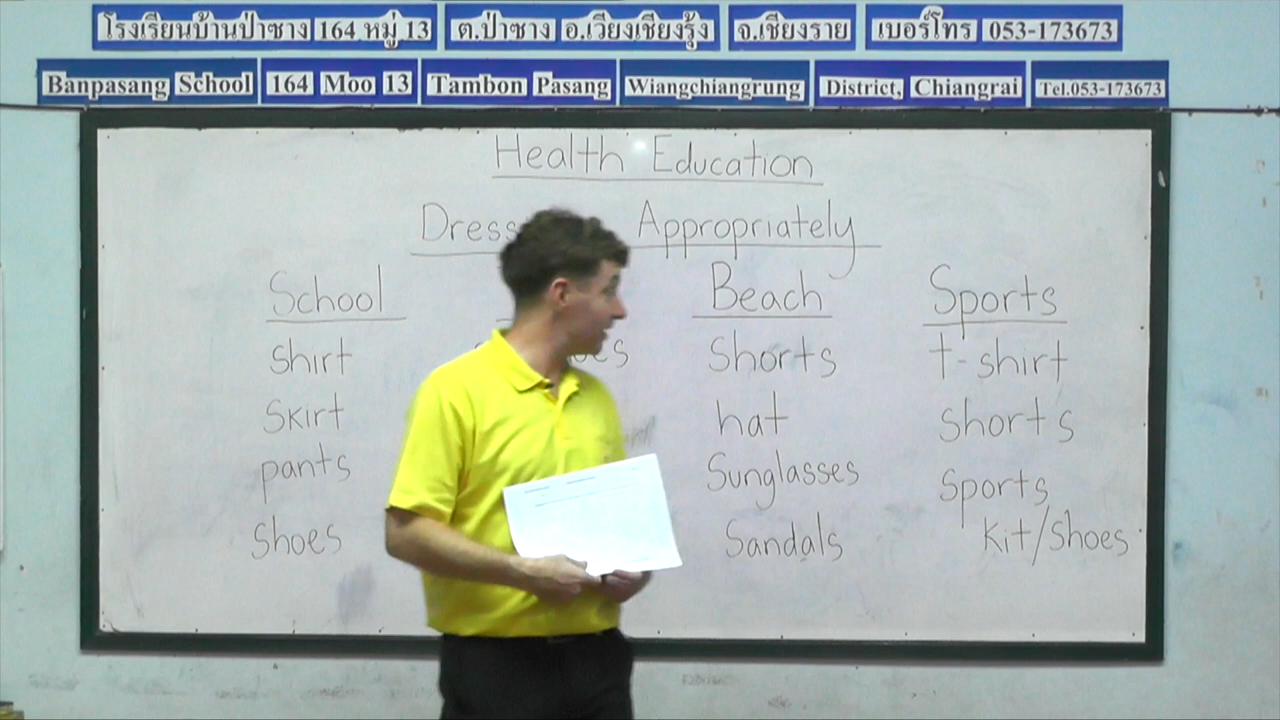 โรงเรียนบ้านป่าซาง 164 หมู่ 13 ต.ป่าซาง อ.เวียงเชียงรุ้ง จ.เชียงราย เบอร์โทร 053-173673
Banpasang School 164 Moo 13 Tambon Pasang Wiangchiangrung District, Chiangrai Tel.053-173673
Health Education
Dress Appropriately
School
shirt
skirt
pants
Shoes
Beach
Shorts
hat
Sunglasses
Sandals
Sports
t-shirt
shorts
Sports
Kit/Shoes